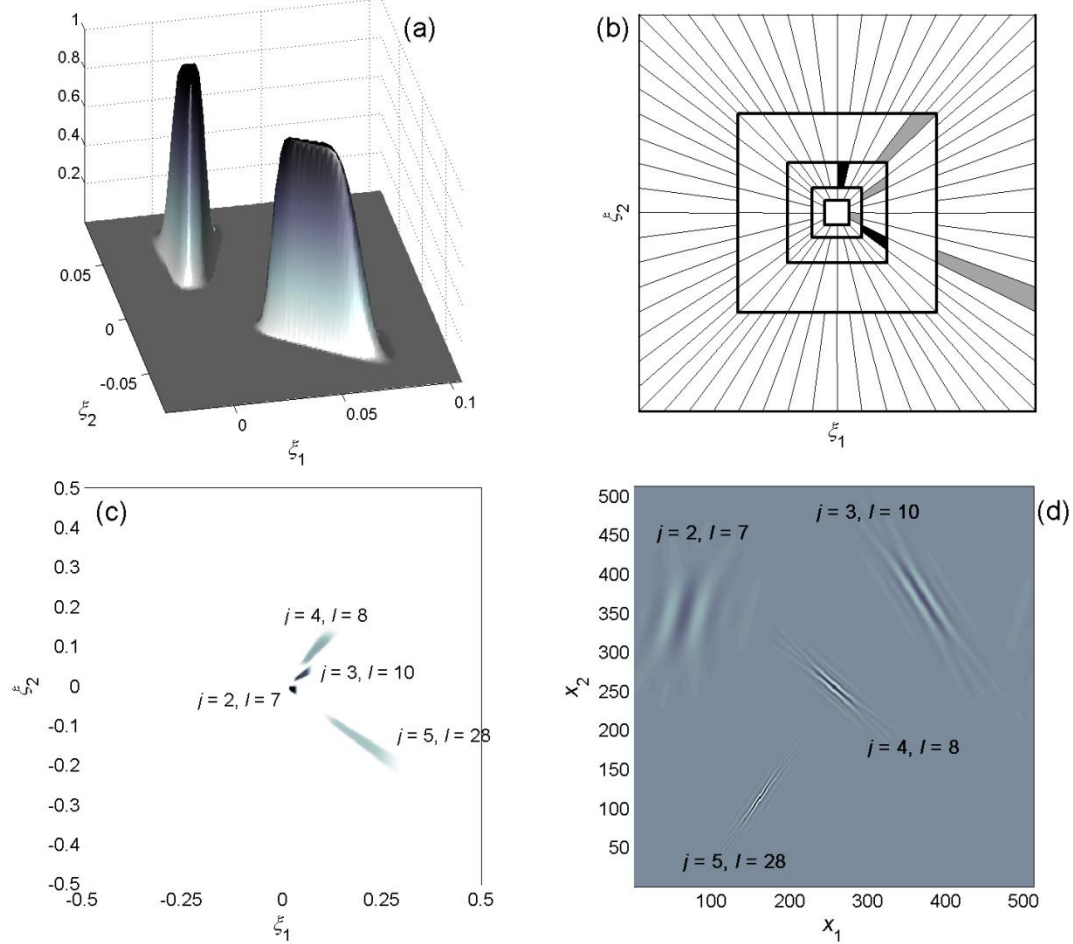 (a)
1
0.8
0.6
0.4
0.2
0.05
0
-0.05
ξ2
0
0.05
0.1
ξ1
(b)
ξ2
ξ1
(c)
0.5
0.4
0.3
0.2
0.1
0
-0.1
-0.2
-0.3
-0.4
-0.5
ξ2
j = 4, l = 8
j = 3, l = 10
j = 2, l = 7
j = 5, l = 28
-0.5
-0.25
0
0.25
0.5
ξ1
(d)
500
450
400
350
300
250
200
150
100
50
x2
j = 3, l = 10
j = 2, l = 7
j = 4, l = 8
j = 5, l = 28
100
200
300
400
500
x1